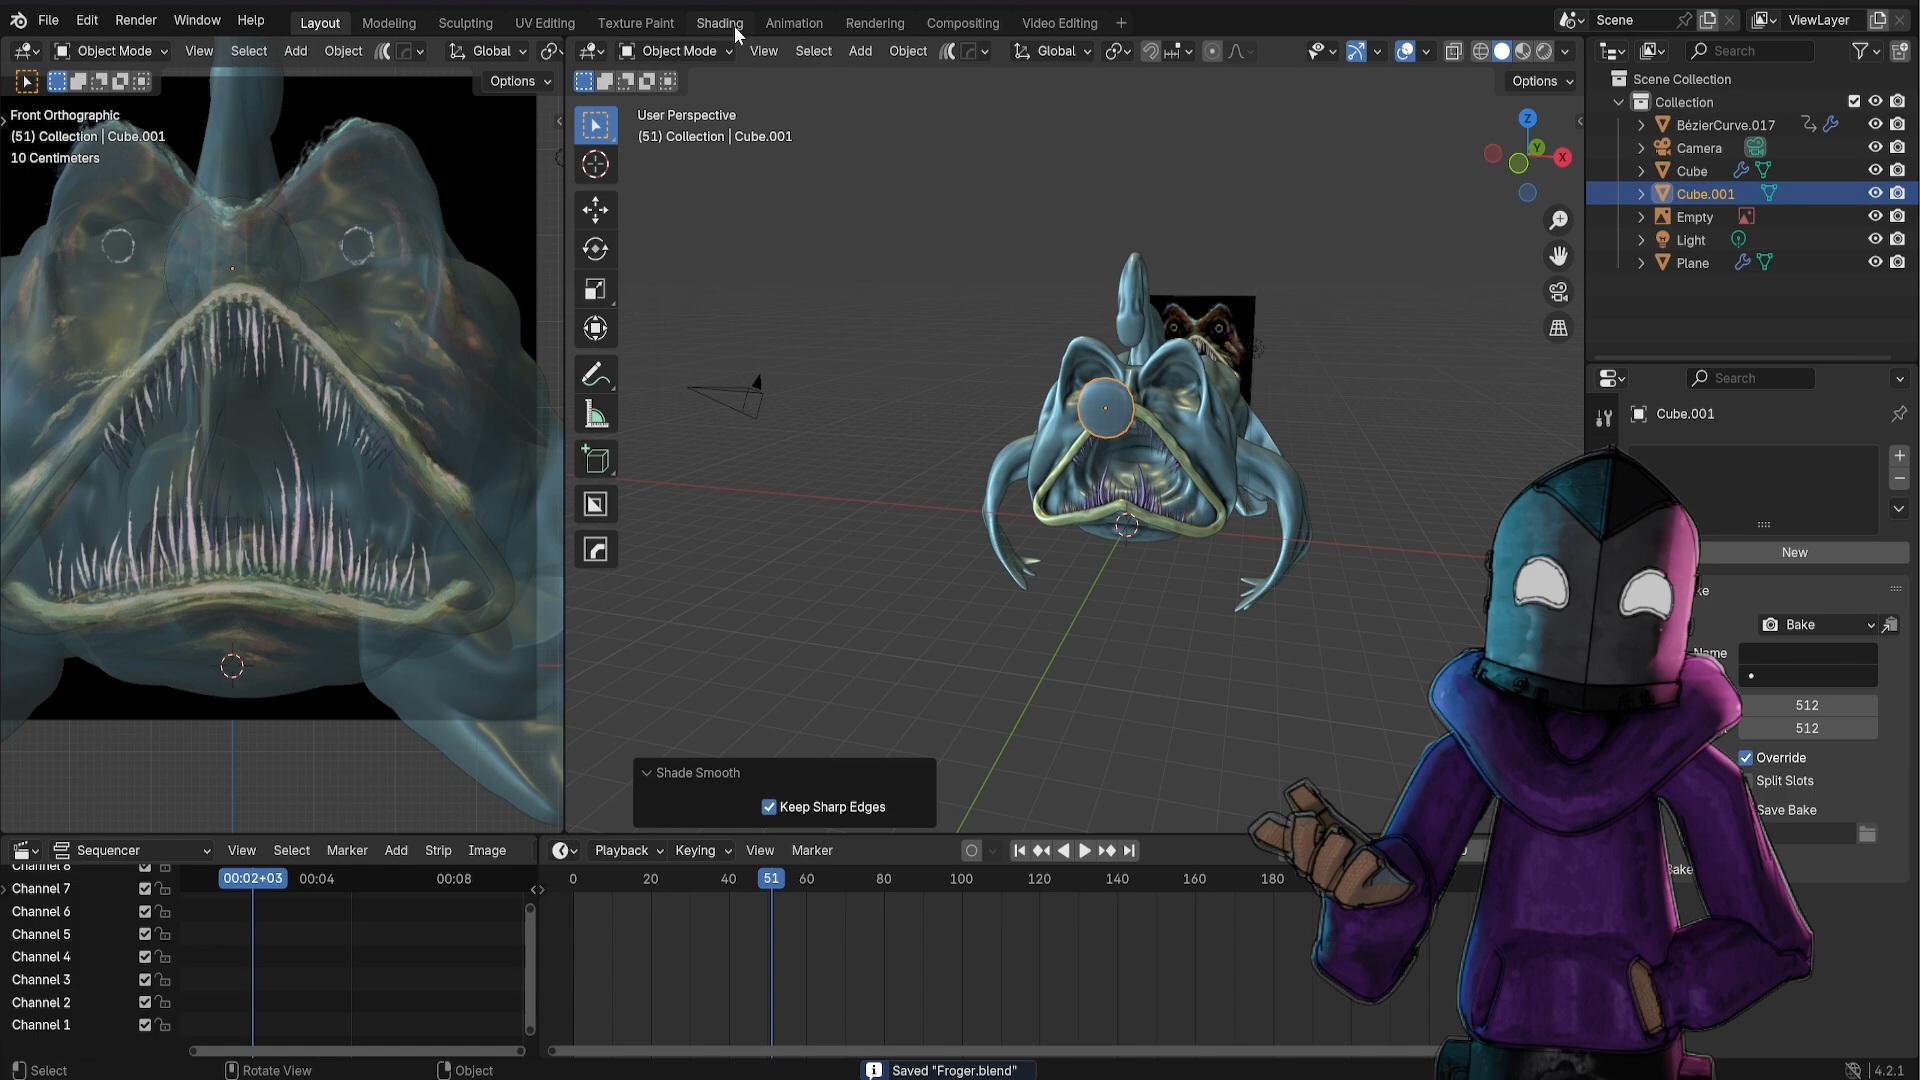 File Edit Render Window Help Layout Modeling Sculpting UV Editing Texture Paint Shading Animation Rendering Compositing Video Editing + Scene ViewLayer
Object Mode View Select Add Object Global
Object Mode View Select Add Object Global
Search
Options
Options
Scene Collection
Collection
BézierCurve.017
Camera
Cube
Cube.001
Empty
Light
Plane
Front Orthographic
(51) Collection | Cube.001
10 Centimeters
User Perspective
(51) Collection | Cube.001
Z
Y
X
Search
Cube.001
New
Bake
Name
512
512
Override
Split Slots
Save Bake
Shade Smooth
Keep Sharp Edges
Sequencer View Select Marker Add Strip Image
Playback Keying View Marker
00:02+03 00:04 00:08
0 20 40 51 60 80 100 120 140 160 180
Channel 8
Channel 7
Channel 6
Channel 5
Channel 4
Channel 3
Channel 2
Channel 1
Select Rotate View Object Saved "Froger.blend" 4.2.1